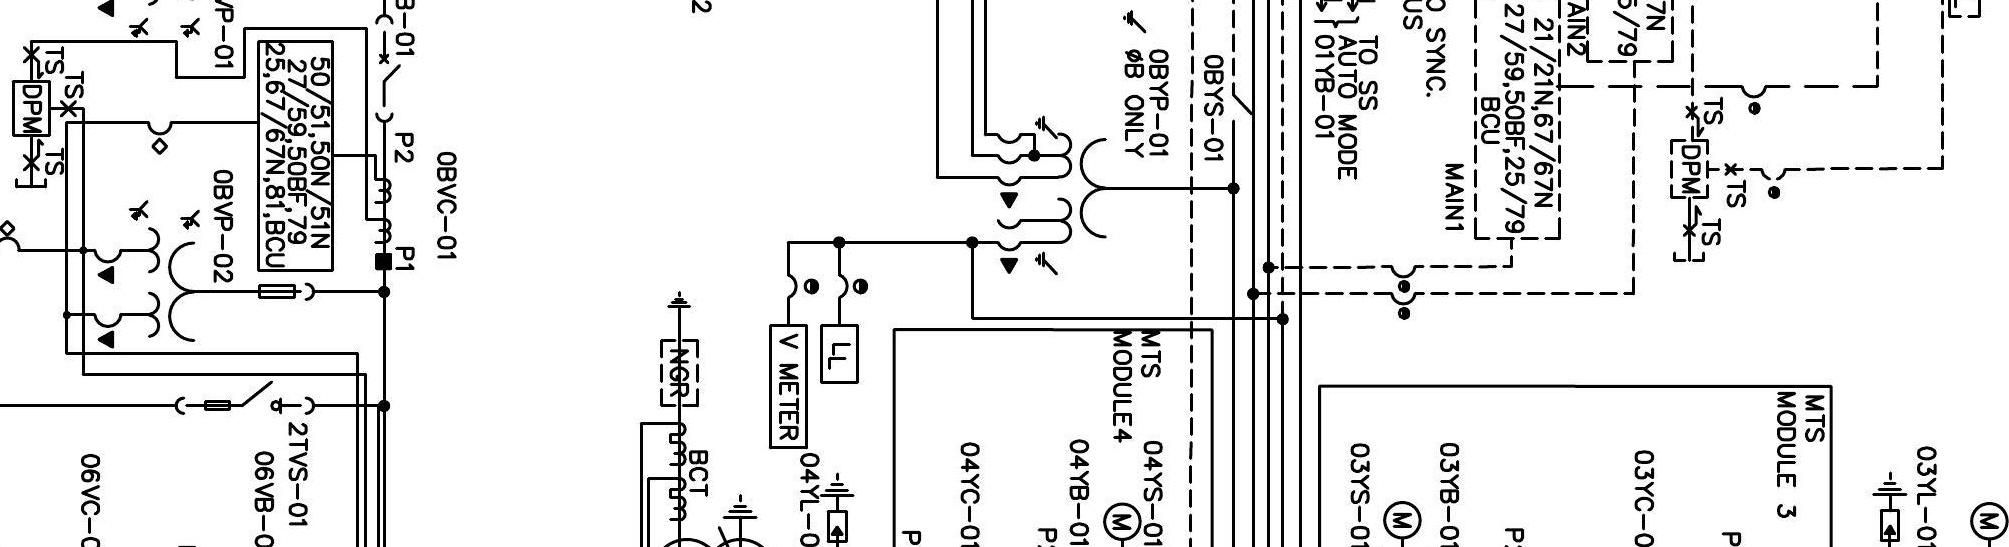 B-01
VP-01
50/51,50N/51N
27/59,50BF,79
25,67/67N,81,BCU
TS
TS
DPM
TS
P2
0BVC-01
0BVP-02
P1
2TVS-01
06VB-0
06VC-0
2
0BYP-01
ØB ONLY
0BYS-01
TO SS
AUTO MODE
01YB-01
O SYNC.
US
21/21N,67/67N
27/59,50BF,25/79
BCU
MAIN1
AIN2
7N
5/79
TS
DPM
TS
TS
NGR
BCT
V METER
LL
MTS
MODULE4
04YL-0
04YC-01
04YB-01
04YS-01
P
P
M
MTS
MODULE 3
03YS-01
03YB-01
03YC-0
03YL-01
M
P
P
M